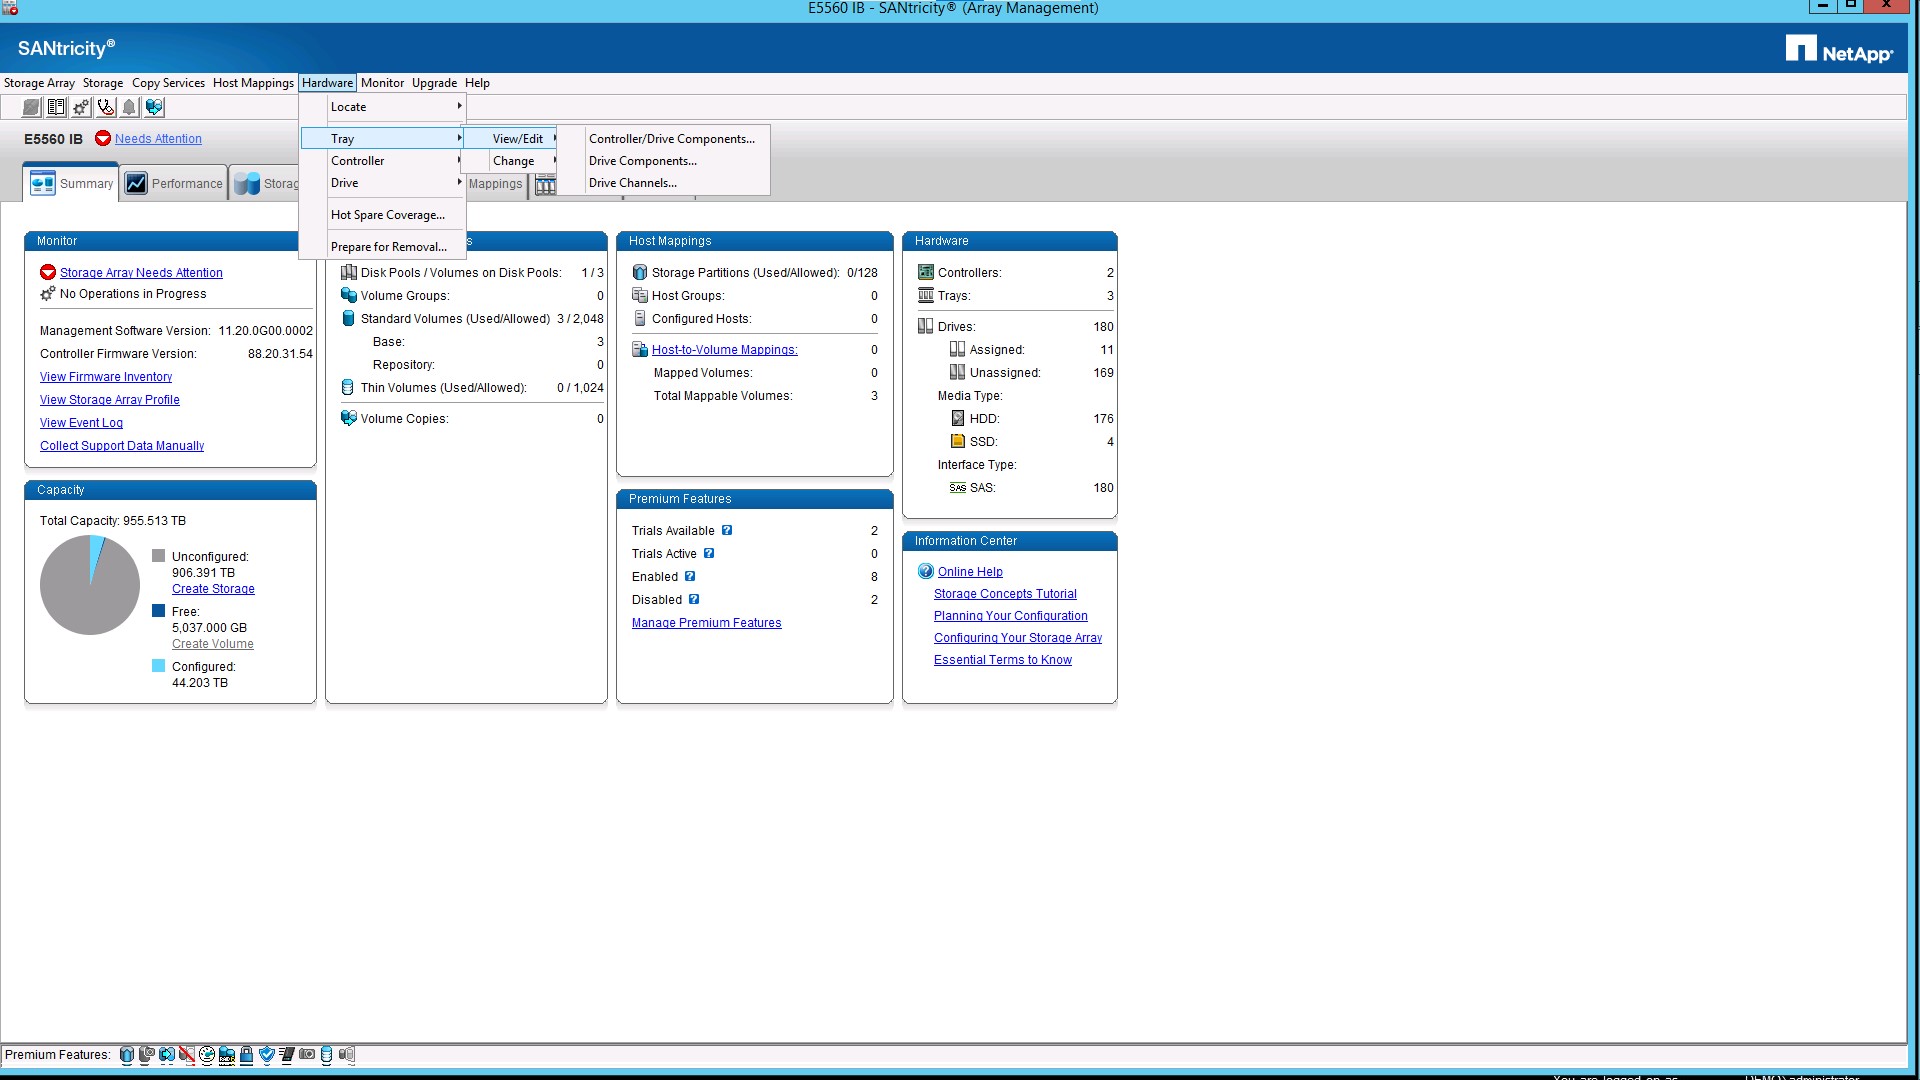 E5560 IB - SANtricity® (Array Management)
SANtricity®
NetApp®
Storage Array Storage Copy Services Host Mappings Hardware Monitor Upgrade Help
Locate
Tray
Controller
Drive
Hot Spare Coverage...
Prepare for Removal...
View/Edit
Change
Controller/Drive Components...
Drive Components...
Drive Channels...
E5560 IB Needs Attention
Summary Performance Storag Mappings
Monitor
Storage Array Needs Attention
No Operations in Progress
Management Software Version: 11.20.0G00.0002
Controller Firmware Version: 88.20.31.54
View Firmware Inventory
View Storage Array Profile
View Event Log
Collect Support Data Manually
Capacity
Total Capacity: 955.513 TB
Unconfigured:
906.391 TB
Create Storage
Free:
5,037.000 GB
Create Volume
Configured:
44.203 TB
s
Disk Pools / Volumes on Disk Pools: 1 / 3
Volume Groups: 0
Standard Volumes (Used/Allowed) 3 / 2,048
Base: 3
Repository: 0
Thin Volumes (Used/Allowed): 0 / 1,024
Volume Copies: 0
Host Mappings
Storage Partitions (Used/Allowed): 0/128
Host Groups: 0
Configured Hosts: 0
Host-to-Volume Mappings: 0
Mapped Volumes: 0
Total Mappable Volumes: 3
Premium Features
Trials Available ? 2
Trials Active ? 0
Enabled ? 8
Disabled ? 2
Manage Premium Features
Hardware
Controllers: 2
Trays: 3
Drives: 180
Assigned: 11
Unassigned: 169
Media Type:
HDD: 176
SSD: 4
Interface Type:
SAS SAS: 180
Information Center
? Online Help
Storage Concepts Tutorial
Planning Your Configuration
Configuring Your Storage Array
Essential Terms to Know
Premium Features:
You are logged on as DEMO\administrator